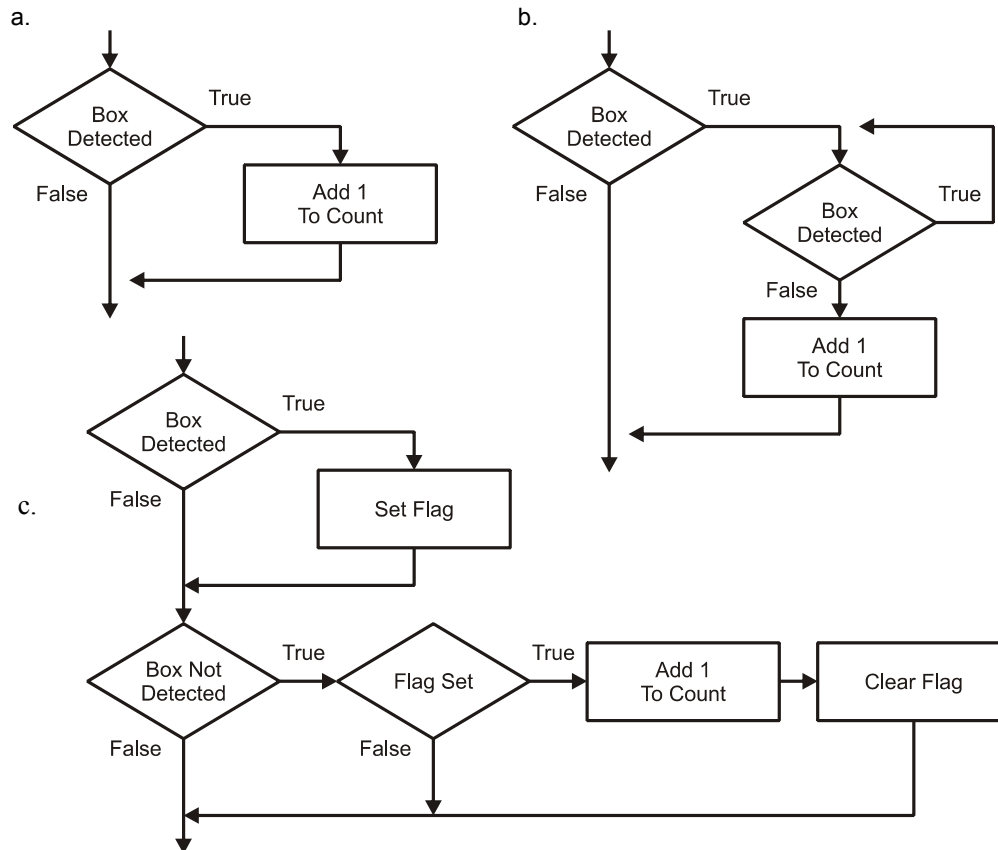 a.
Box
Detected
True
False
Add 1
To Count
b.
Box
Detected
True
False
Box
Detected
True
False
Add 1
To Count
c.
Box
Detected
True
False
Set Flag
Box Not
Detected
True
False
Flag Set
True
False
Add 1
To Count
Clear Flag